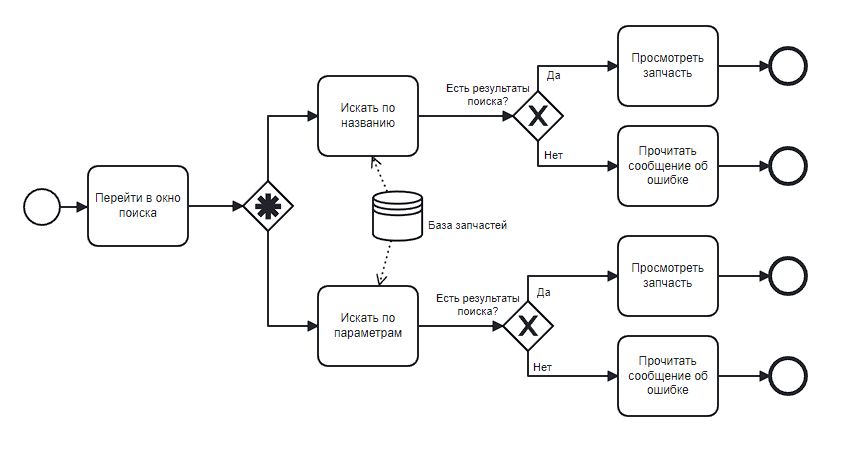 Перейти в окно
поиска
Искать по
названию
Есть результаты
поиска?
Да
Нет
Просмотреть
запчасть
Прочитать
сообщение об
ошибке
База запчастей
Искать по
параметрам
Есть результаты
поиска?
Да
Нет
Просмотреть
запчасть
Прочитать
сообщение об
ошибке